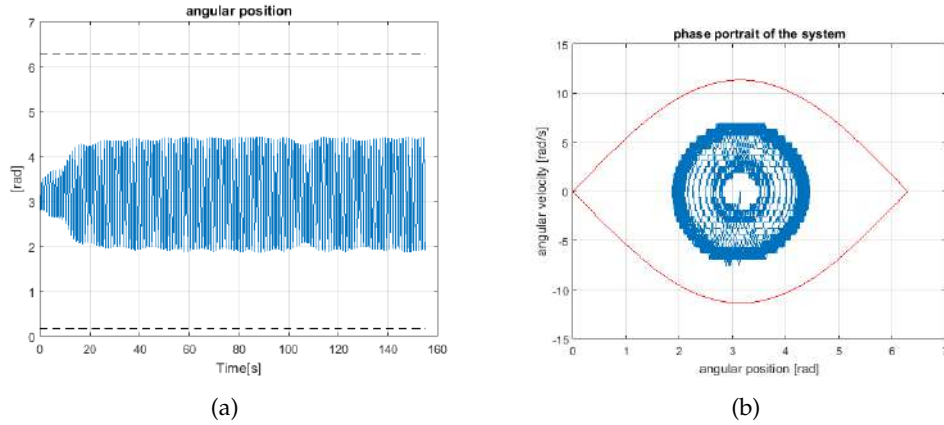 angular position
7
6
5
4
3
2
1
0
[rad]
0 20 40 60 80 100 120 140 160
Time[s]
(a)
phase portrait of the system
15
10
5
0
-5
-10
-15
angular velocity [rad/s]
0 1 2 3 4 5 6 7
angular position [rad]
(b)